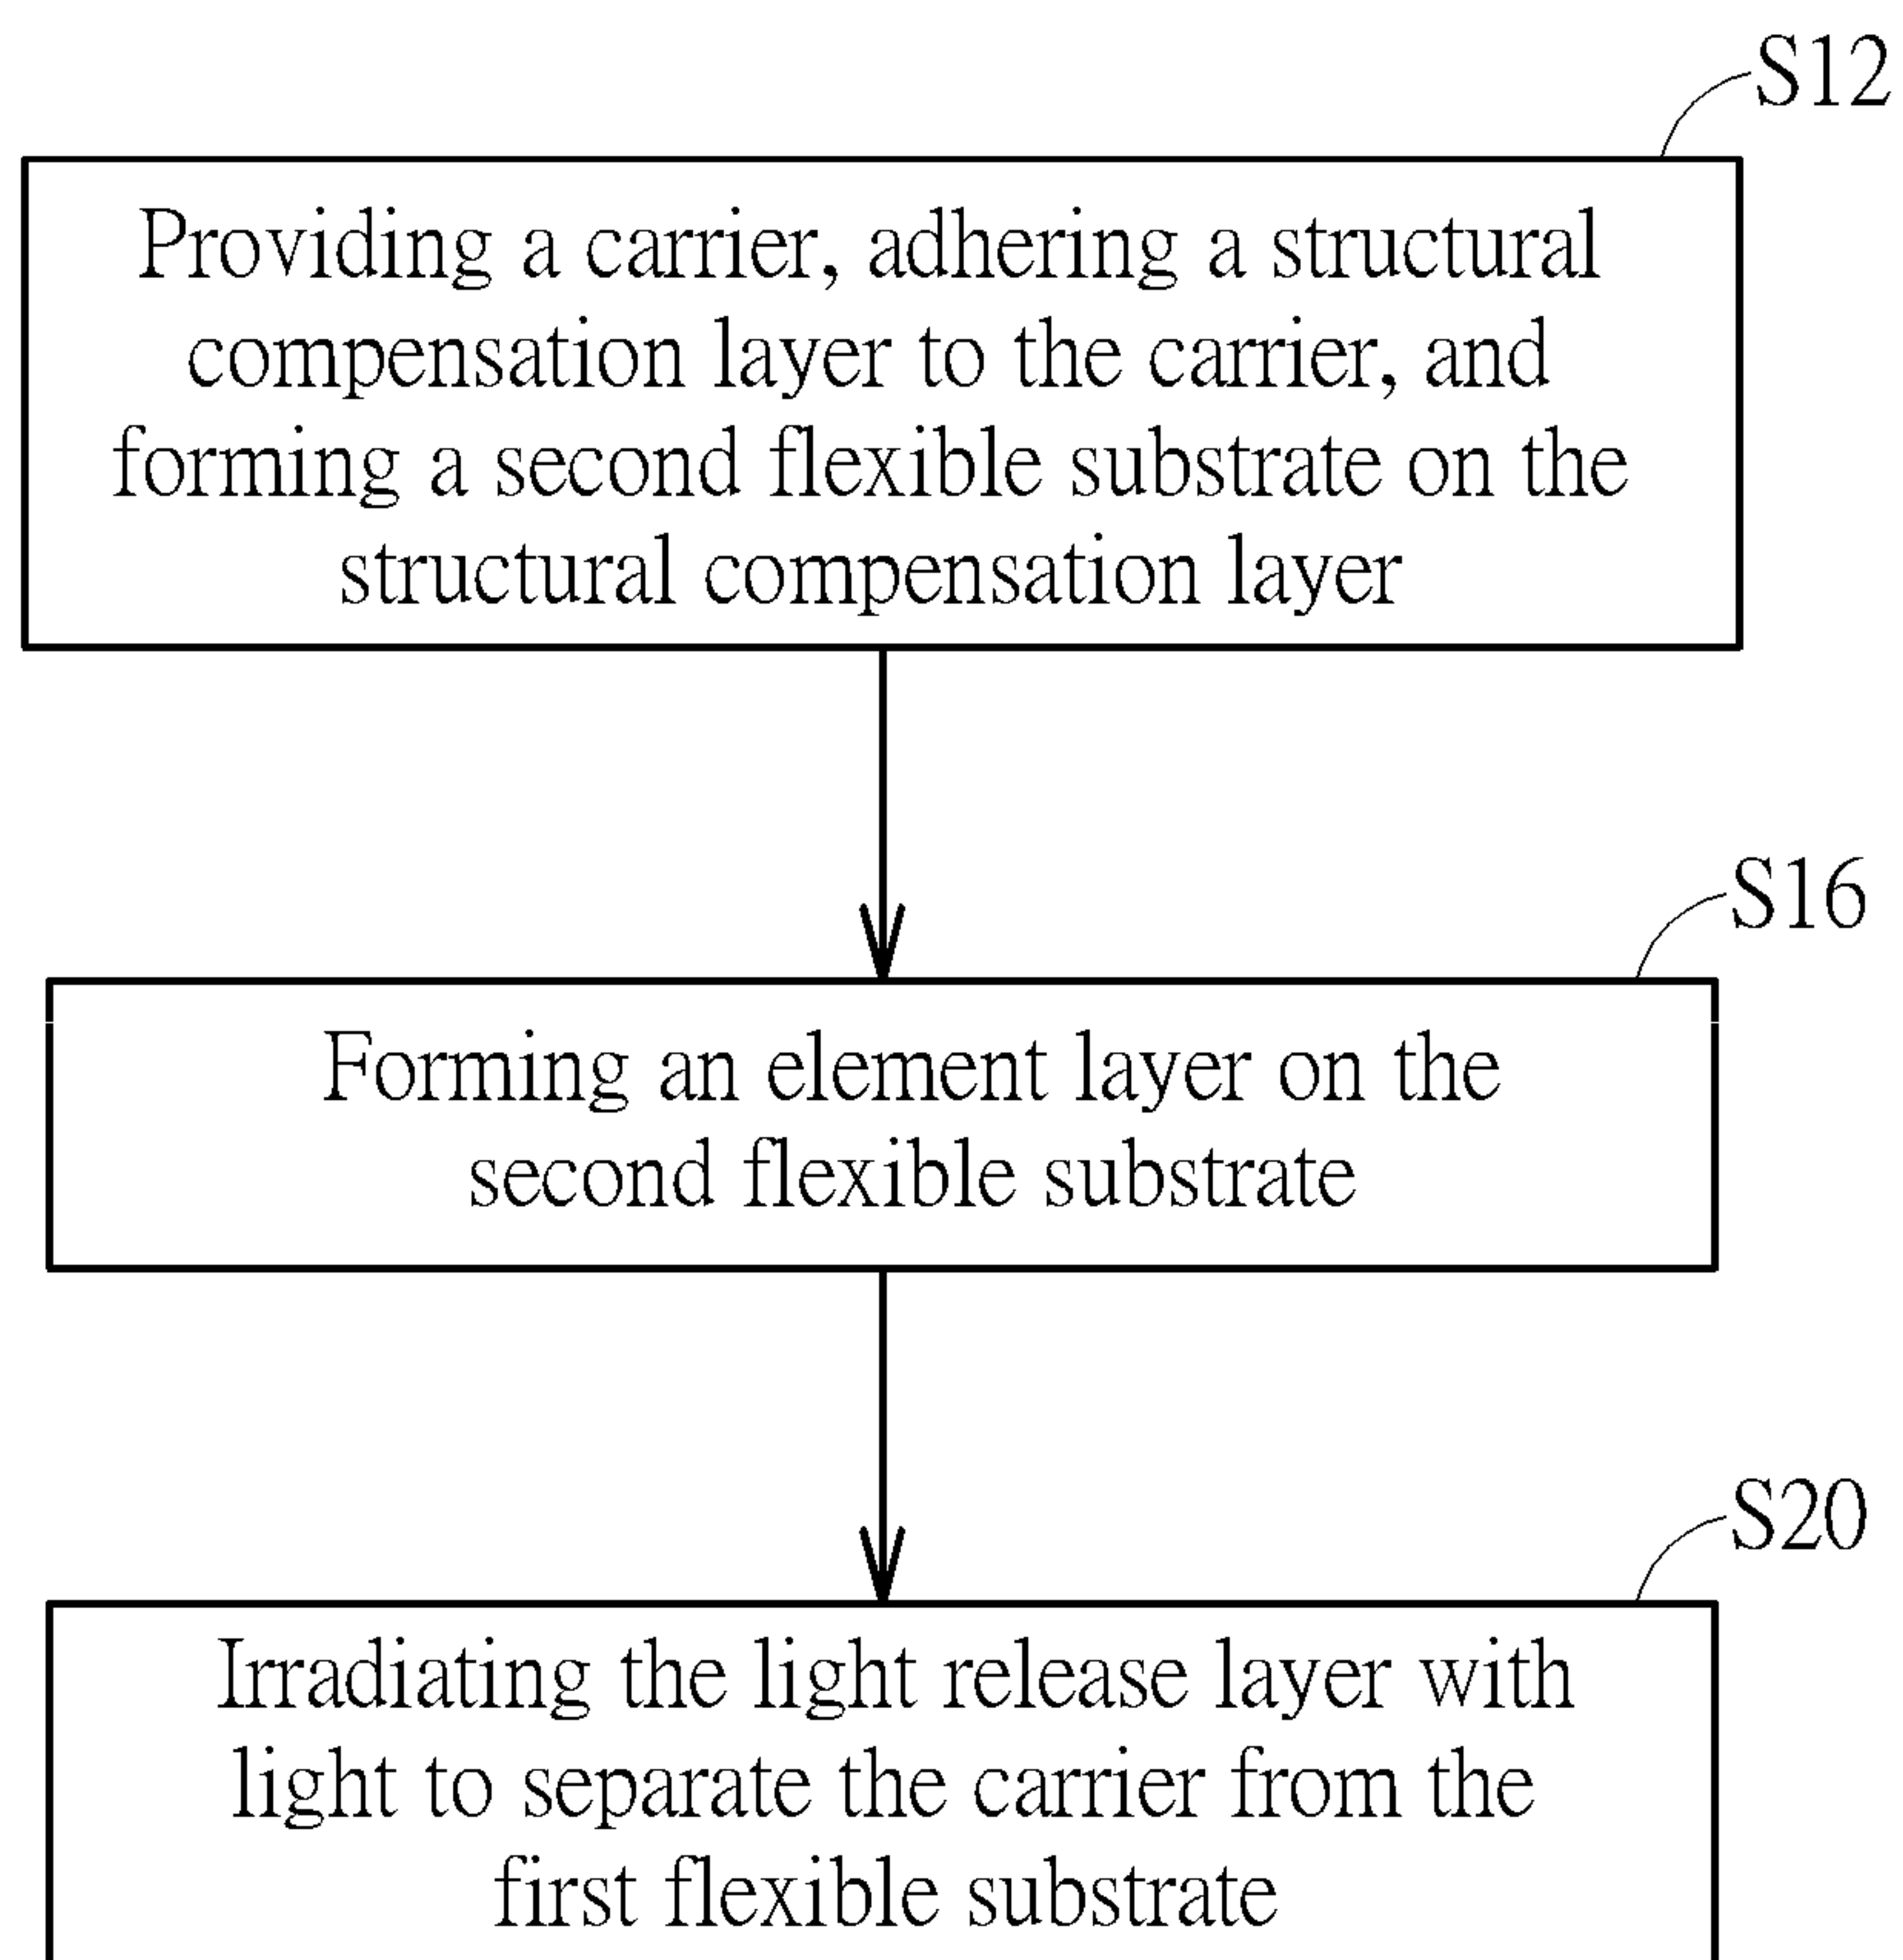 S12
Providing a carrier, adhering a structural
compensation layer to the carrier, and
forming a second flexible substrate on the
structural compensation layer
S16
Forming an element layer on the
second flexible substrate
S20
Irradiating the light release layer with
light to separate the carrier from the
first flexible substrate